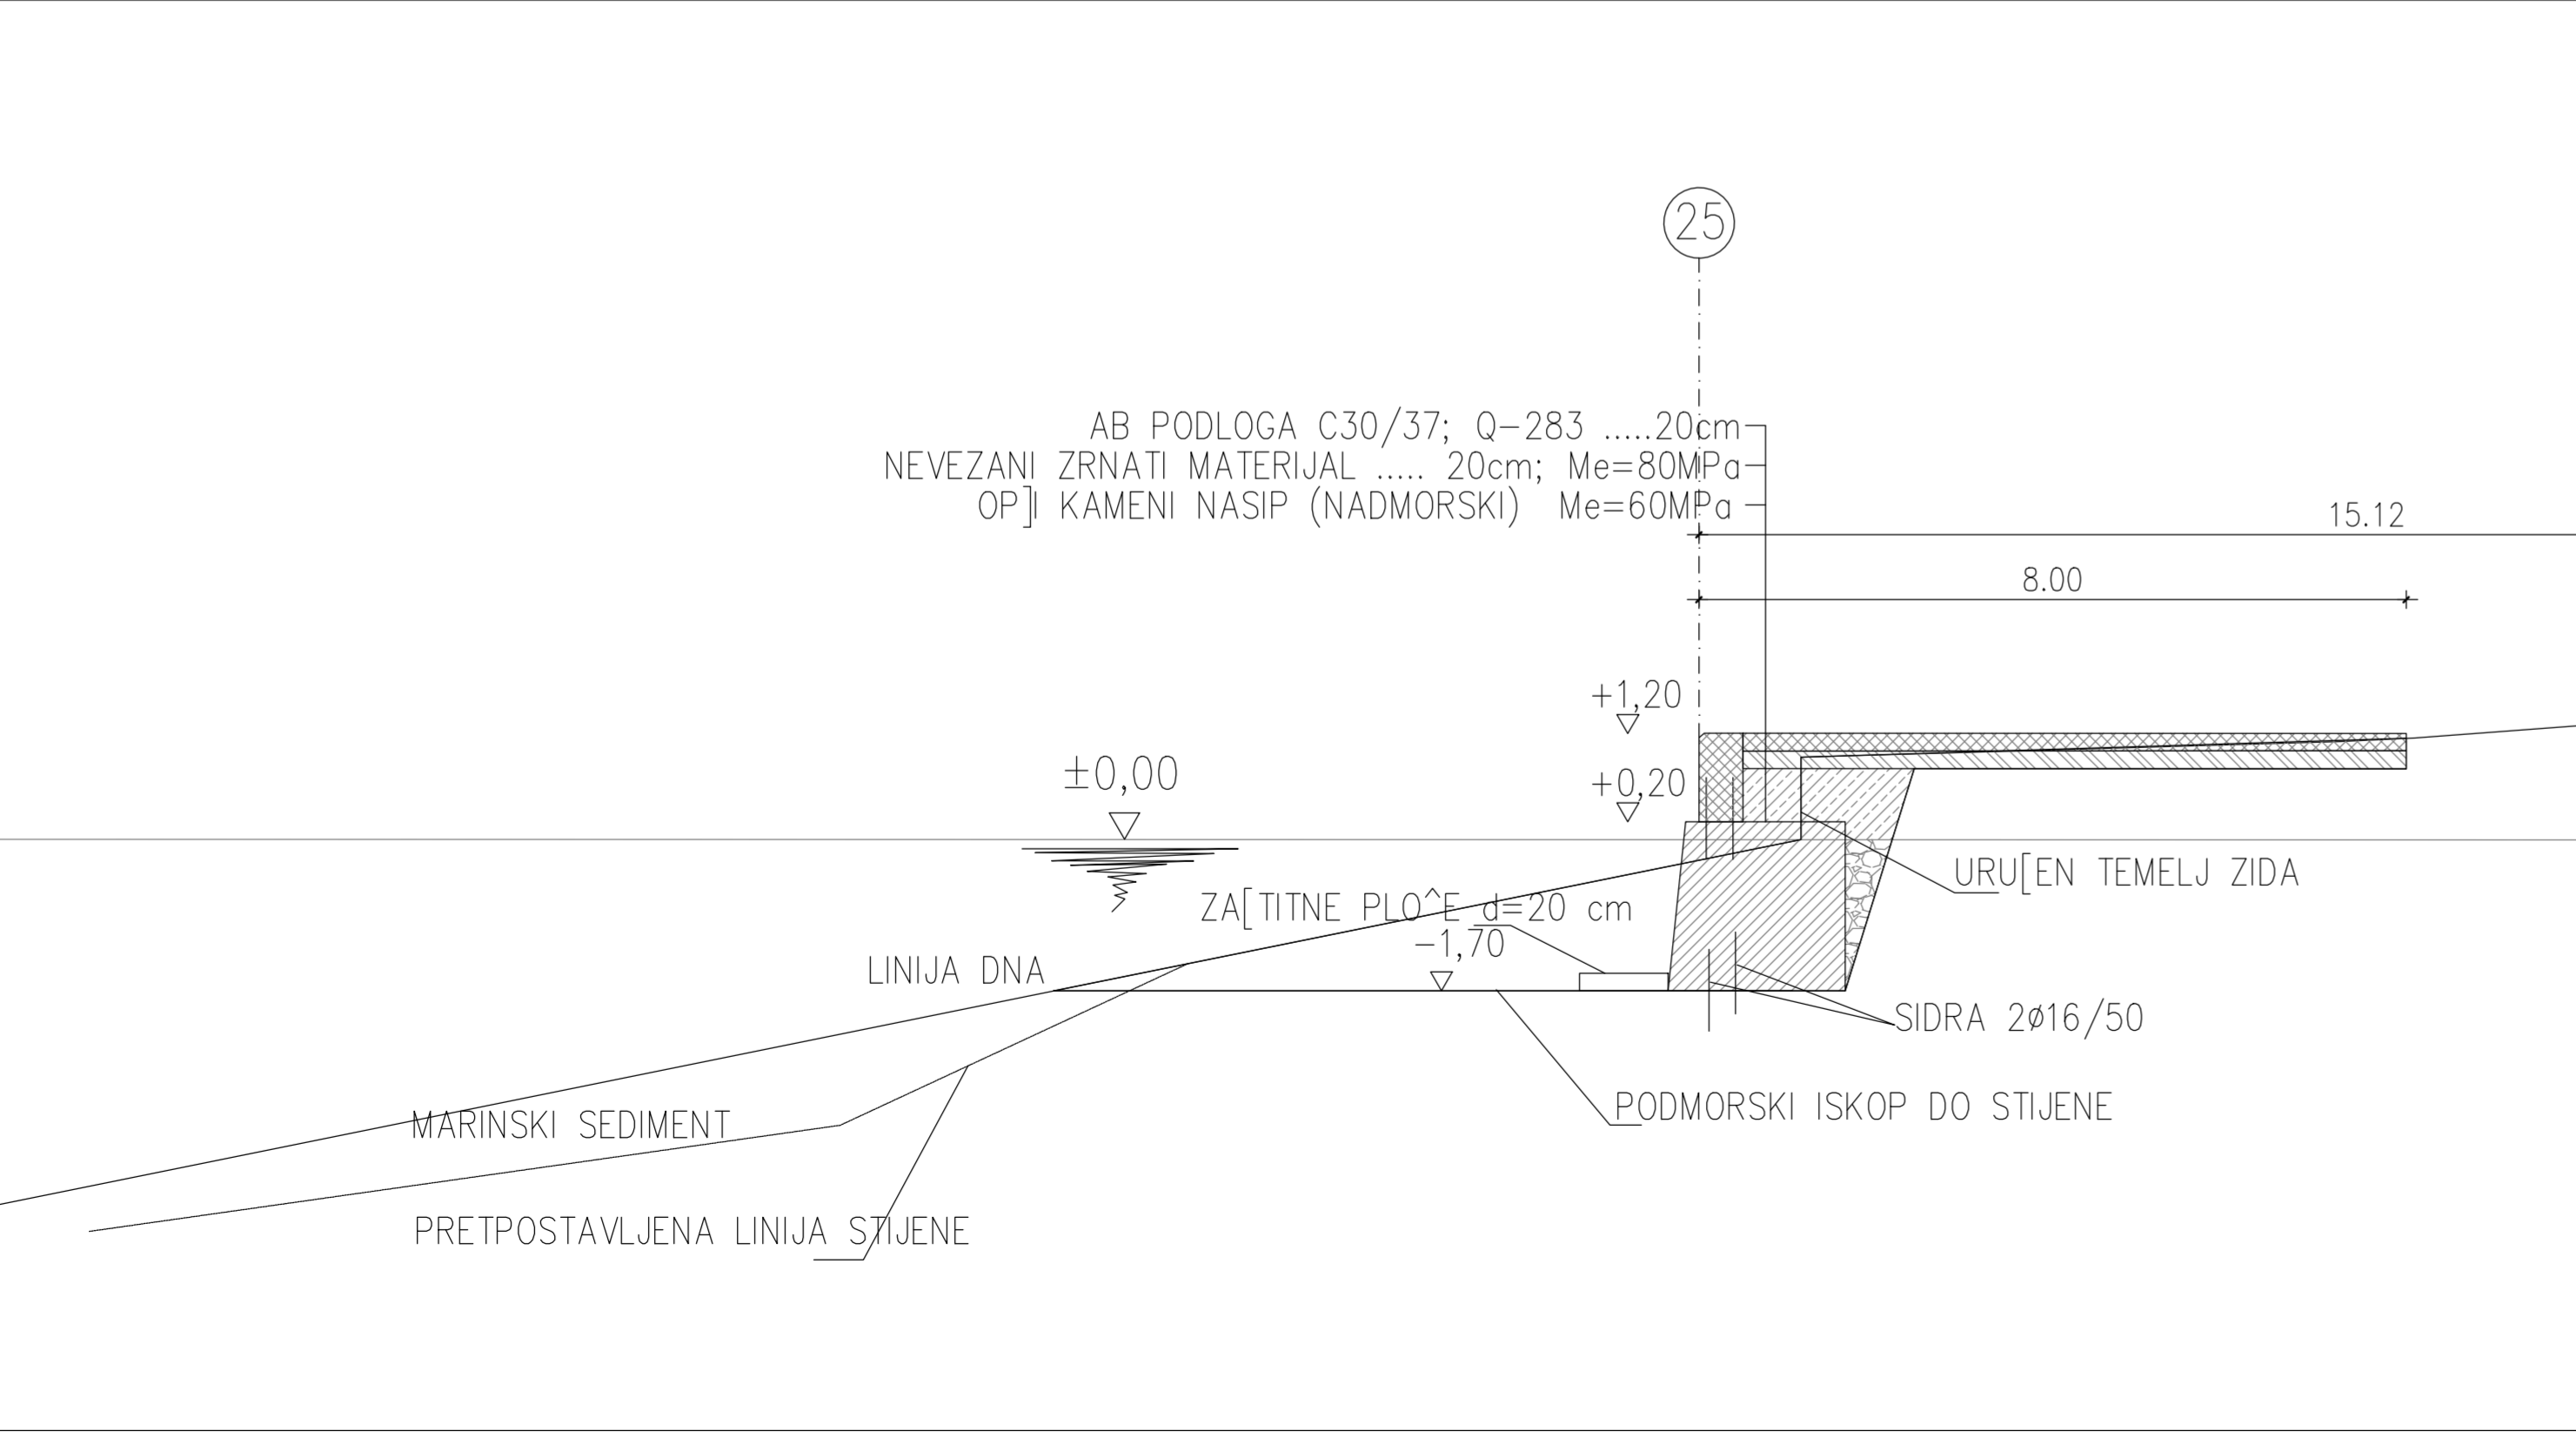 25
AB PODLOGA C30/37; Q-283 .....20cm
NEVEZANI ZRNATI MATERIJAL ..... 20cm; Me=80MPa
OP]I KAMENI NASIP (NADMORSKI) Me=60MPa
15.12
8.00
+1,20
±0,00
+0,20
URU[EN TEMELJ ZIDA
ZA[TITNE PLO^E d=20 cm
-1,70
LINIJA DNA
SIDRA 2ø16/50
PODMORSKI ISKOP DO STIJENE
MARINSKI SEDIMENT
PRETPOSTAVLJENA LINIJA STIJENE